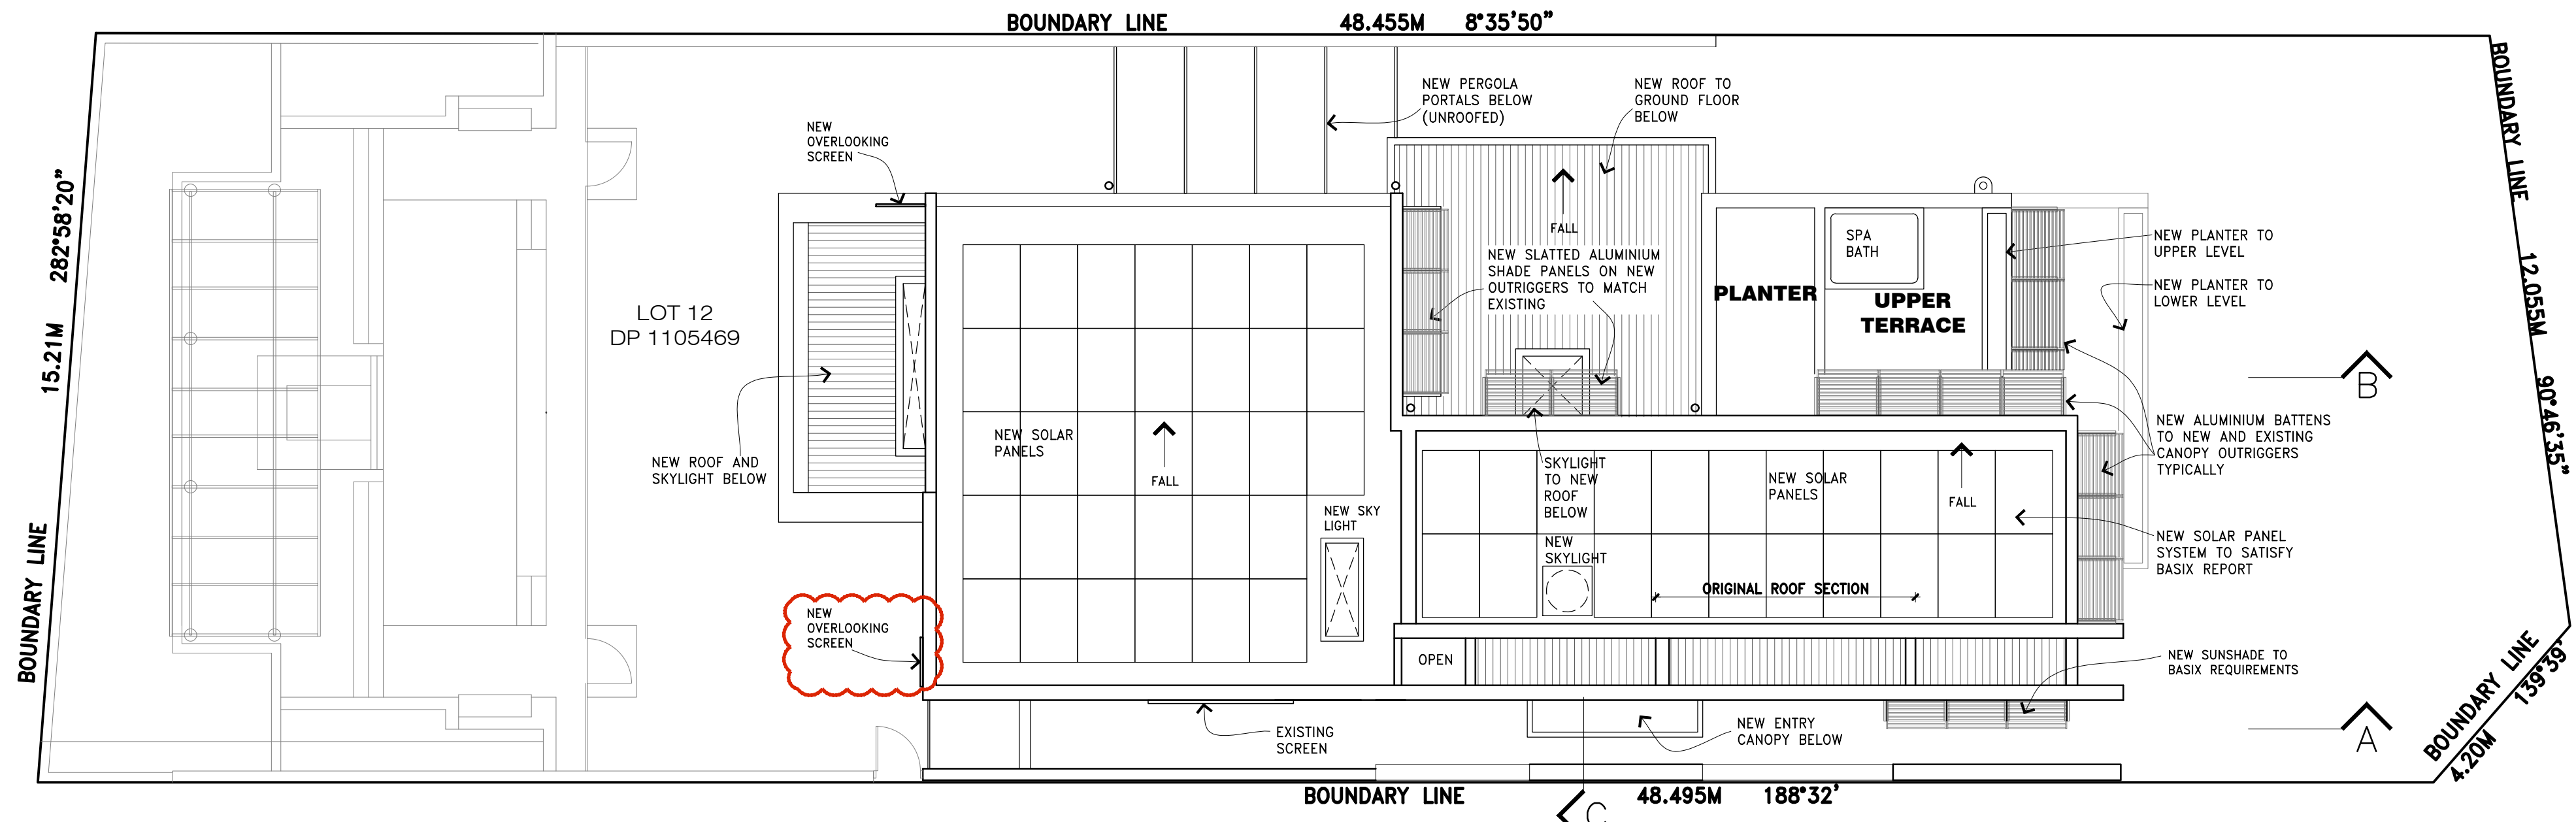 BOUNDARY LINE 48.455M 8°35'50"
BOUNDARY LINE 12.055M 90°46'35"
BOUNDARY LINE 15.21M 282°58'20"
NEW PERGOLA
PORTALS BELOW
(UNROOFED)
NEW ROOF TO
GROUND FLOOR
BELOW
NEW
OVERLOOKING
SCREEN
FALL
NEW SLATTED ALUMINIUM
SHADE PANELS ON NEW
OUTRIGGERS TO MATCH
EXISTING
SPA
BATH
PLANTER
UPPER
TERRACE
NEW PLANTER TO
UPPER LEVEL
NEW PLANTER TO
LOWER LEVEL
LOT 12
DP 1105469
B
NEW ALUMINIUM BATTENS
TO NEW AND EXISTING
CANOPY OUTRIGGERS
TYPICALLY
NEW ROOF AND
SKYLIGHT BELOW
NEW SOLAR
PANELS
FALL
SKYLIGHT
TO NEW
ROOF
BELOW
NEW SOLAR
PANELS
FALL
NEW SKY
LIGHT
NEW
SKYLIGHT
ORIGINAL ROOF SECTION
NEW SOLAR PANEL
SYSTEM TO SATISFY
BASIX REPORT
NEW
OVERLOOKING
SCREEN
OPEN
NEW SUNSHADE TO
BASIX REQUIREMENTS
EXISTING
SCREEN
NEW ENTRY
CANOPY BELOW
A
BOUNDARY LINE 139°39'
4.20M
BOUNDARY LINE 48.495M 188°32'
C